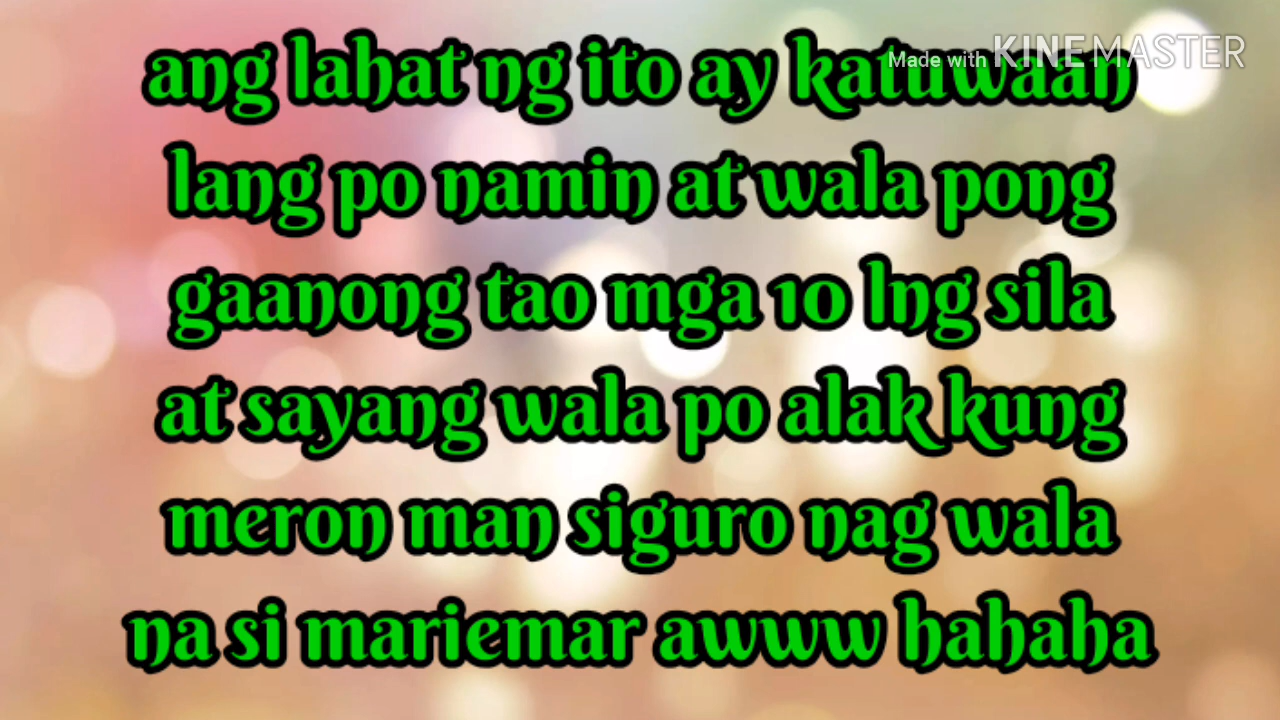 Made with KINEMASTER
ang lahat ng ito ay katuwaan
lang po namin at wala pong
gaanong tao mga 10 lng sila
at sayang wala po alak kung
meron man siguro nag wala
na si mariemar awww hahaha